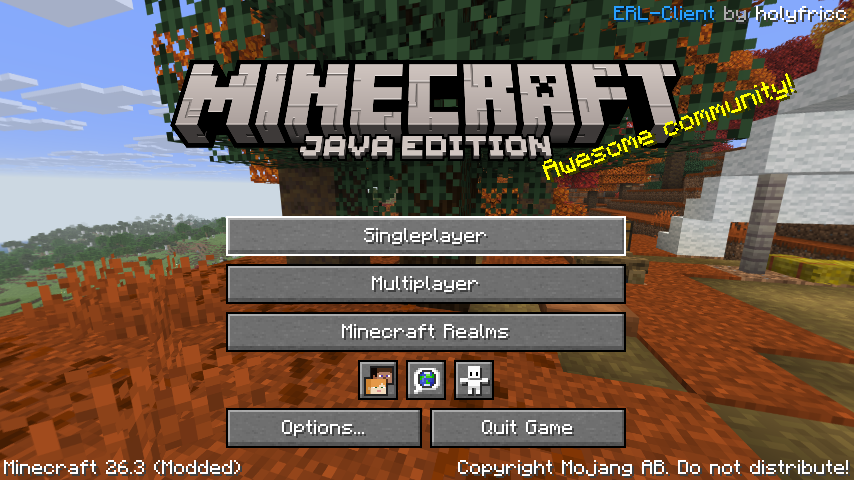 ERL-Client by holyfricc
MINECRAFT
JAVA EDITION
Awesome community!
Singleplayer
Multiplayer
Minecraft Realms
Options...
Quit Game
Minecraft 26.3 (Modded)
Copyright Mojang AB. Do not distribute!